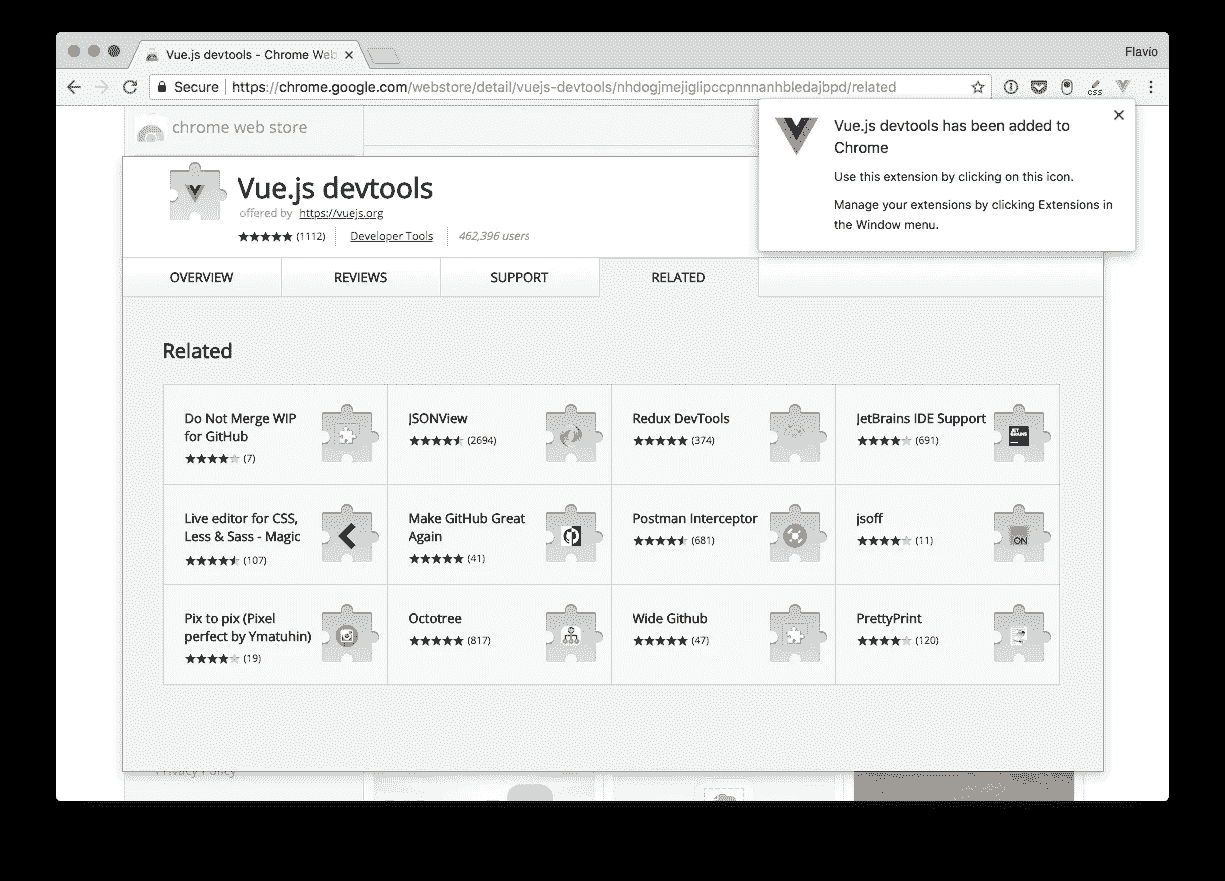 Vue.js devtools - Chrome Web
Flavio
Secure
https://chrome.google.com/webstore/detail/vuejs-devtools/nhdogjmejiglipccpnnnanhbledajbpd/related
css
chrome web store
Vue.js devtools has been added to
Chrome
Use this extension by clicking on this icon.
Manage your extensions by clicking Extensions in
the Window menu.
Vue.js devtools
offered by https://vuejs.org
(1112) Developer Tools 462,396 users
OVERVIEW REVIEWS SUPPORT RELATED
Related
Do Not Merge WIP
for GitHub
(7)
JSONView
(2694)
Redux DevTools
(374)
JetBrains IDE Support
(691)
JET
BRAINS
Live editor for CSS,
Less & Sass - Magic
(107)
Make GitHub Great
Again
(41)
Postman Interceptor
(681)
jsoff
(11)
ON
Pix to pix (Pixel
perfect by Ymatuhin)
(19)
Octotree
(817)
Wide Github
(47)
PrettyPrint
(120)
Privacy Policy